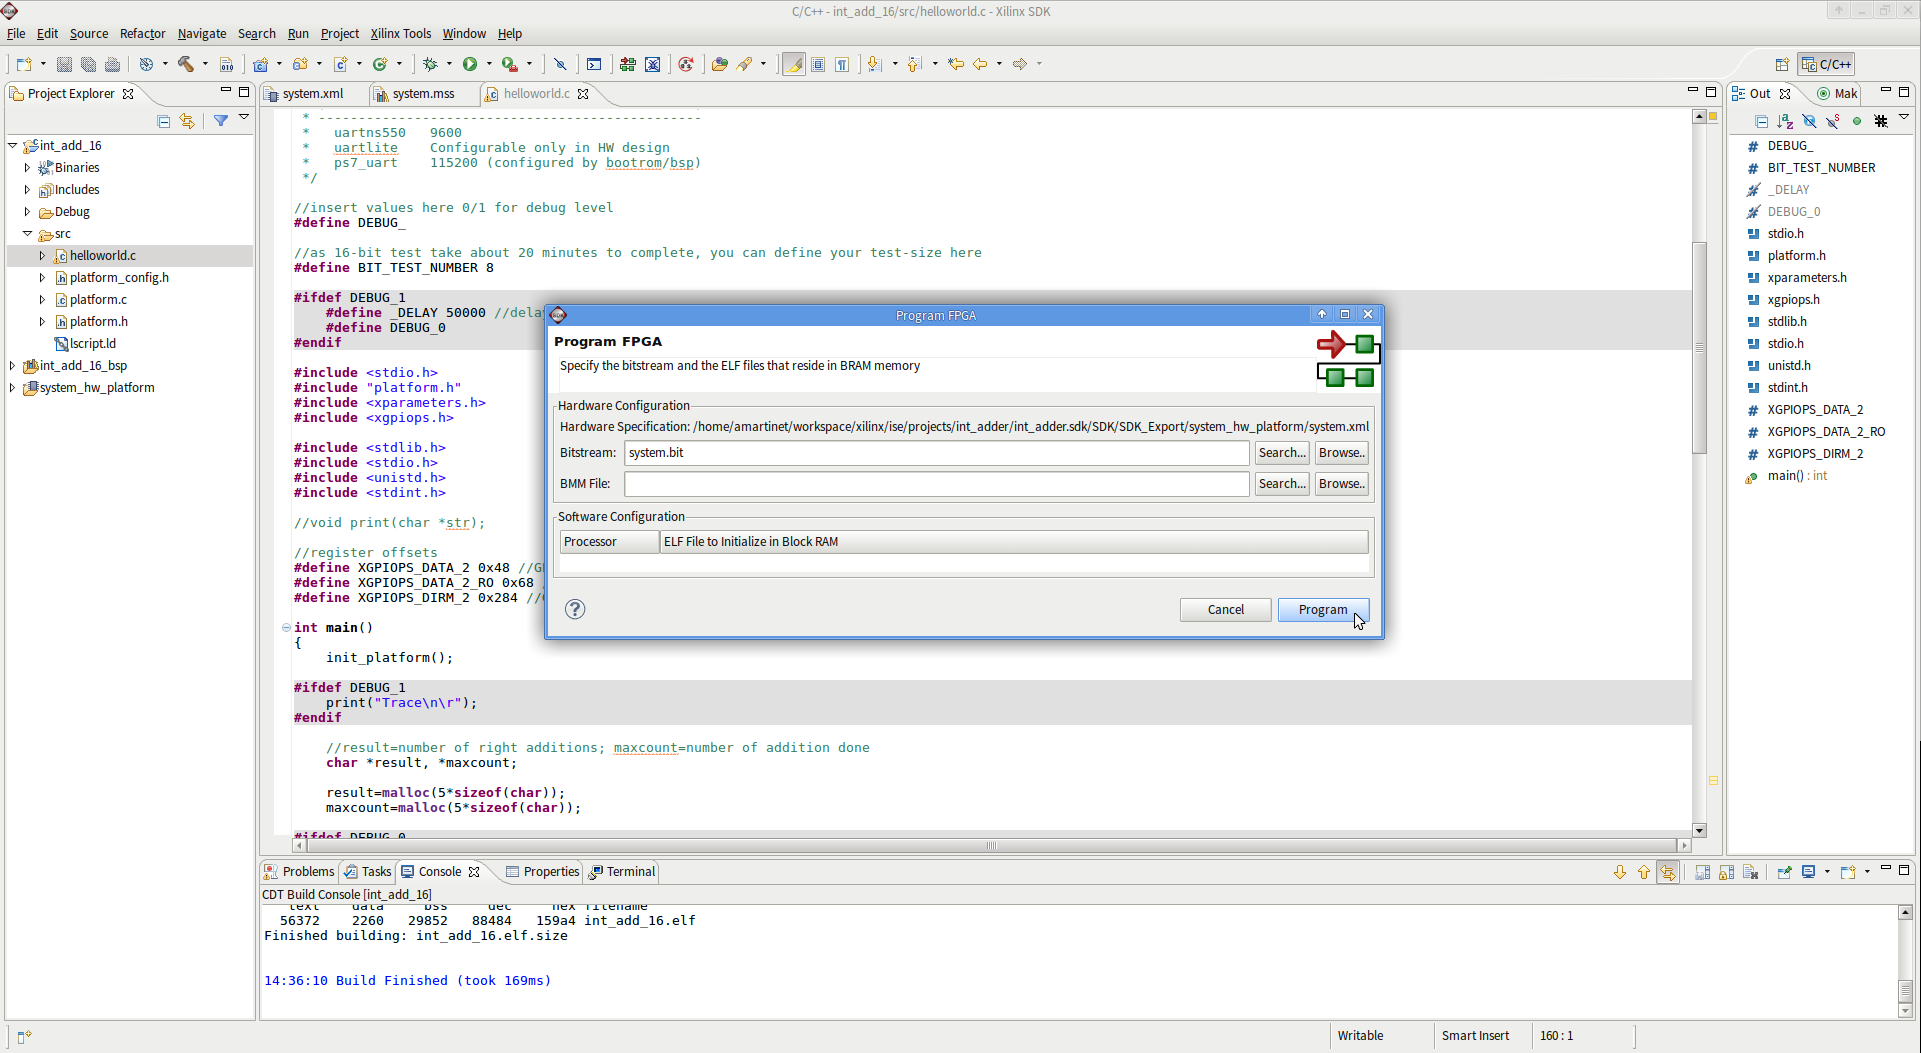 C/C++ - int_add_16/src/helloworld.c - Xilinx SDK
File Edit Source Refactor Navigate Search Run Project Xilinx Tools Window Help
C/C++
Project Explorer
int_add_16
Binaries
Includes
Debug
src
helloworld.c
platform_config.h
platform.c
platform.h
lscript.ld
int_add_16_bsp
system_hw_platform
system.xml system.mss helloworld.c
* ------------------------------------------------
*   uartns550   9600
*   uartlite    Configurable only in HW design
*   ps7_uart    115200 (configured by bootrom/bsp)
*/
//insert values here 0/1 for debug level
#define DEBUG_
//as 16-bit test take about 20 minutes to complete, you can define your test-size here
#define BIT_TEST_NUMBER 8
#ifdef DEBUG_1
#define _DELAY 50000 //dela
#define DEBUG_0
#endif
#include <stdio.h>
#include "platform.h"
#include <xparameters.h>
#include <xgpiops.h>
#include <stdlib.h>
#include <stdio.h>
#include <unistd.h>
#include <stdint.h>
//void print(char *str);
//register offsets
#define XGPIOPS_DATA_2 0x48 //G
#define XGPIOPS_DATA_2_RO 0x68
#define XGPIOPS_DIRM_2 0x284 //
int main()
{
init_platform();
#ifdef DEBUG_1
print("Trace\n\r");
#endif
//result=number of right additions; maxcount=number of addition done
char *result, *maxcount;
result=malloc(5*sizeof(char));
maxcount=malloc(5*sizeof(char));
#ifdef DEBUG_0
Program FPGA
Program FPGA
Specify the bitstream and the ELF files that reside in BRAM memory
Hardware Configuration
Hardware Specification: /home/amartinet/workspace/xilinx/ise/projects/int_adder/int_adder.sdk/SDK/SDK_Export/system_hw_platform/system.xml
Bitstream: system.bit Search... Browse..
BMM File: Search... Browse..
Software Configuration
Processor ELF File to Initialize in Block RAM
Cancel Program
Out Mak
DEBUG_
BIT_TEST_NUMBER
_DELAY
DEBUG_0
stdio.h
platform.h
xparameters.h
xgpiops.h
stdlib.h
stdio.h
unistd.h
stdint.h
XGPIOPS_DATA_2
XGPIOPS_DATA_2_RO
XGPIOPS_DIRM_2
main() : int
Problems Tasks Console Properties Terminal
CDT Build Console [int_add_16]
text data bss dec hex filename
56372 2260 29852 88484 159a4 int_add_16.elf
Finished building: int_add_16.elf.size
14:36:10 Build Finished (took 169ms)
Writable Smart Insert 160 : 1